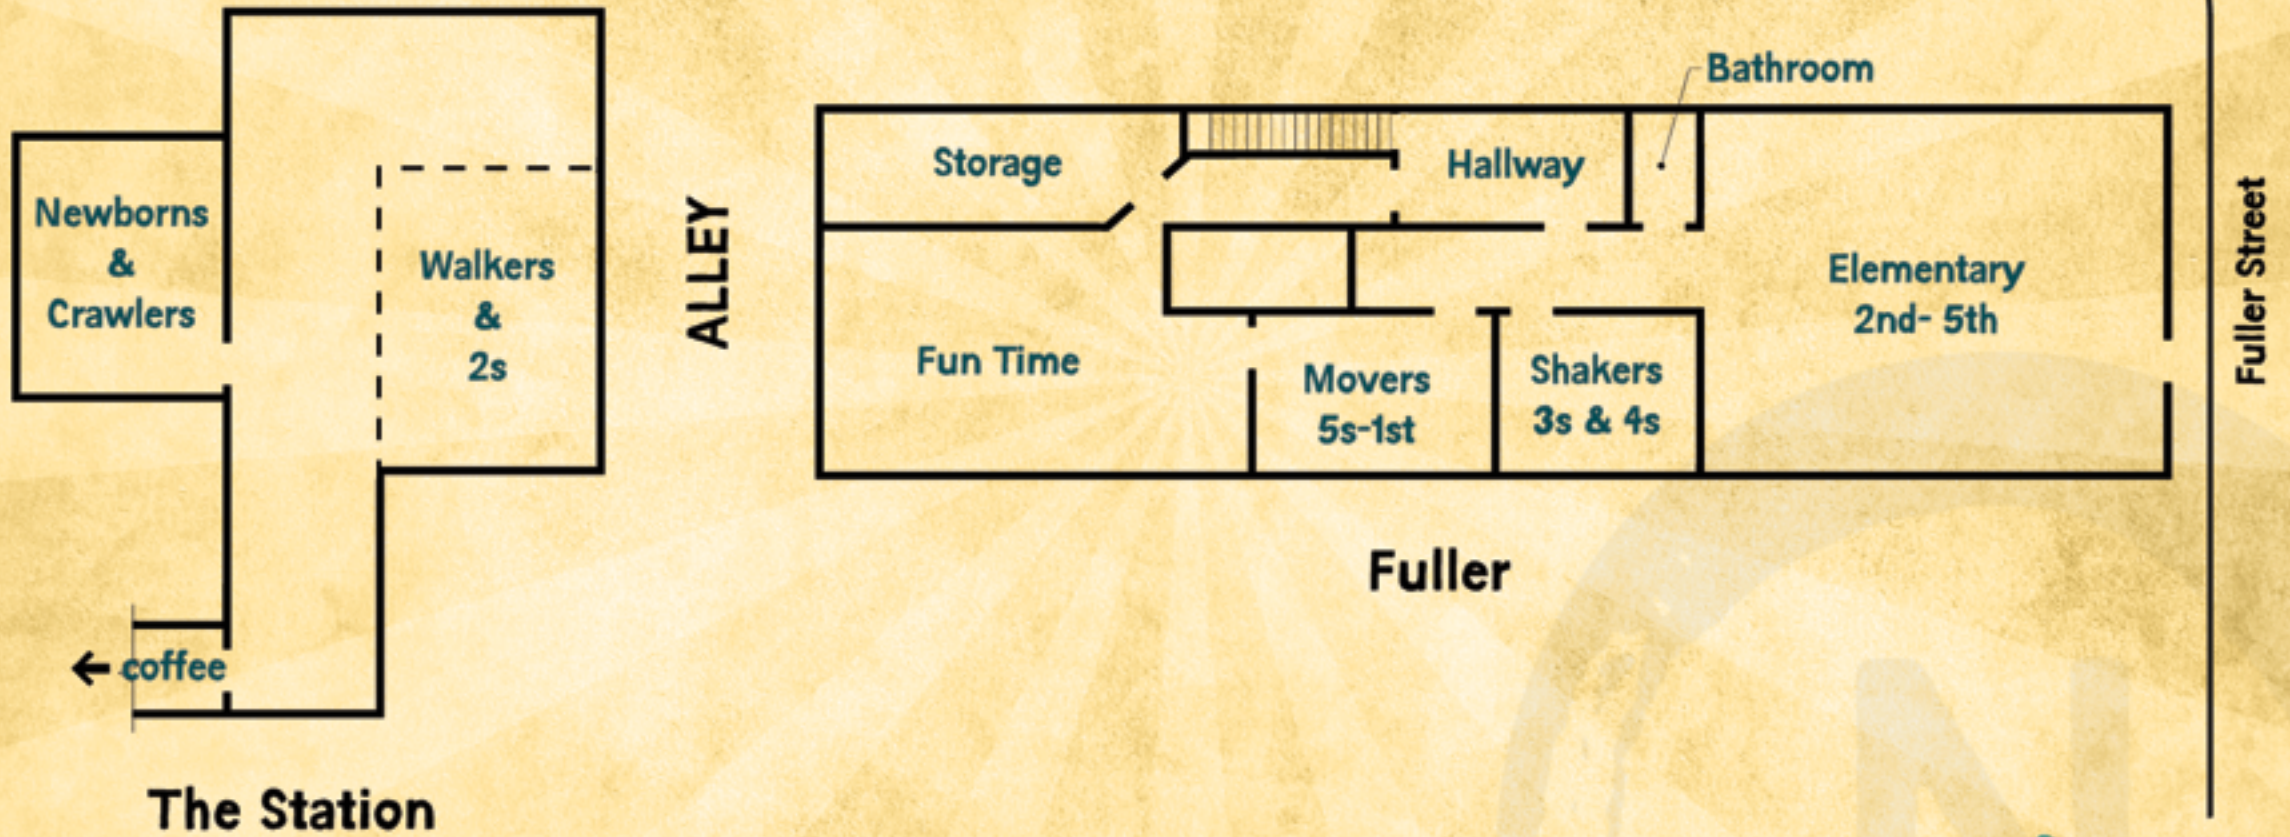 Newborns
&
Crawlers
Walkers
&
2s
coffee
The Station
ALLEY
Storage
Hallway
Bathroom
Fun Time
Movers
5s-1st
Shakers
3s & 4s
Elementary
2nd- 5th
Fuller
Fuller Street
N